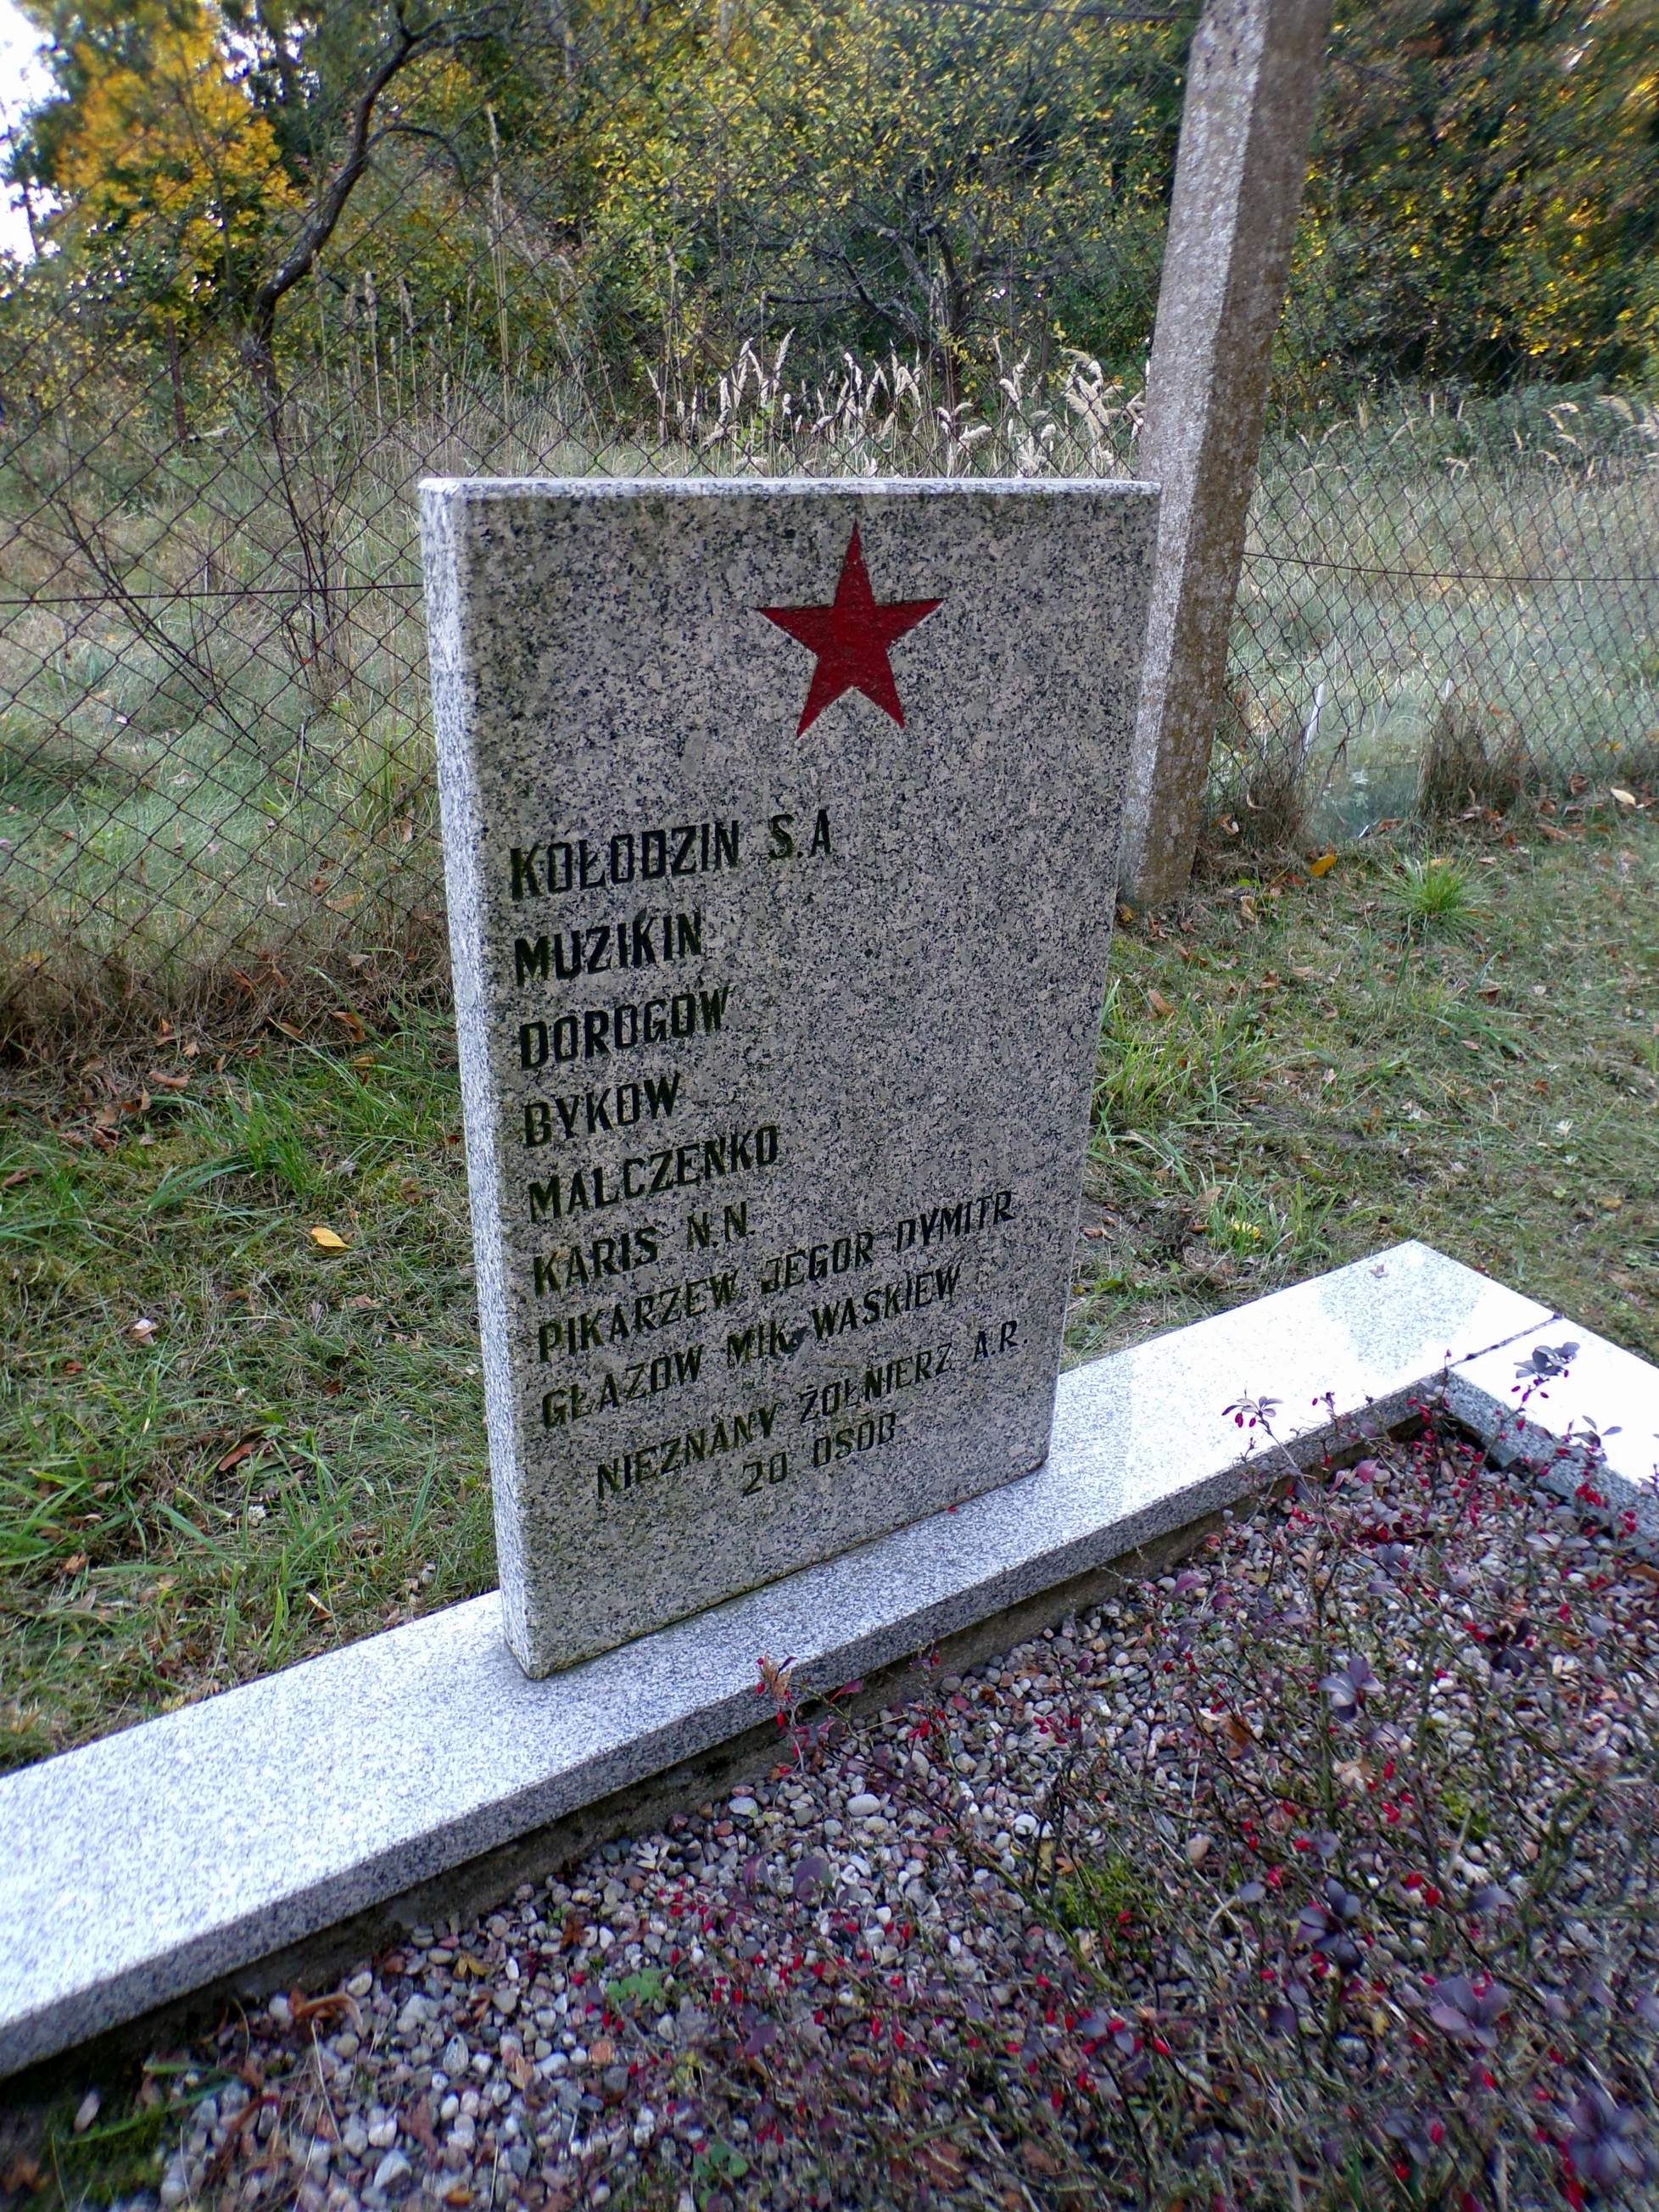 KOŁODZIN S.A
MUZIKIN
DOROGOW
BYKOW
MALCZENKO
KARIS N.N.
PIKARZEW JEGOR DYMITR
GŁAZOW MIK WASKIEW
NIEZNANY ŻOŁNIERZ A.R.
20 OSÓB